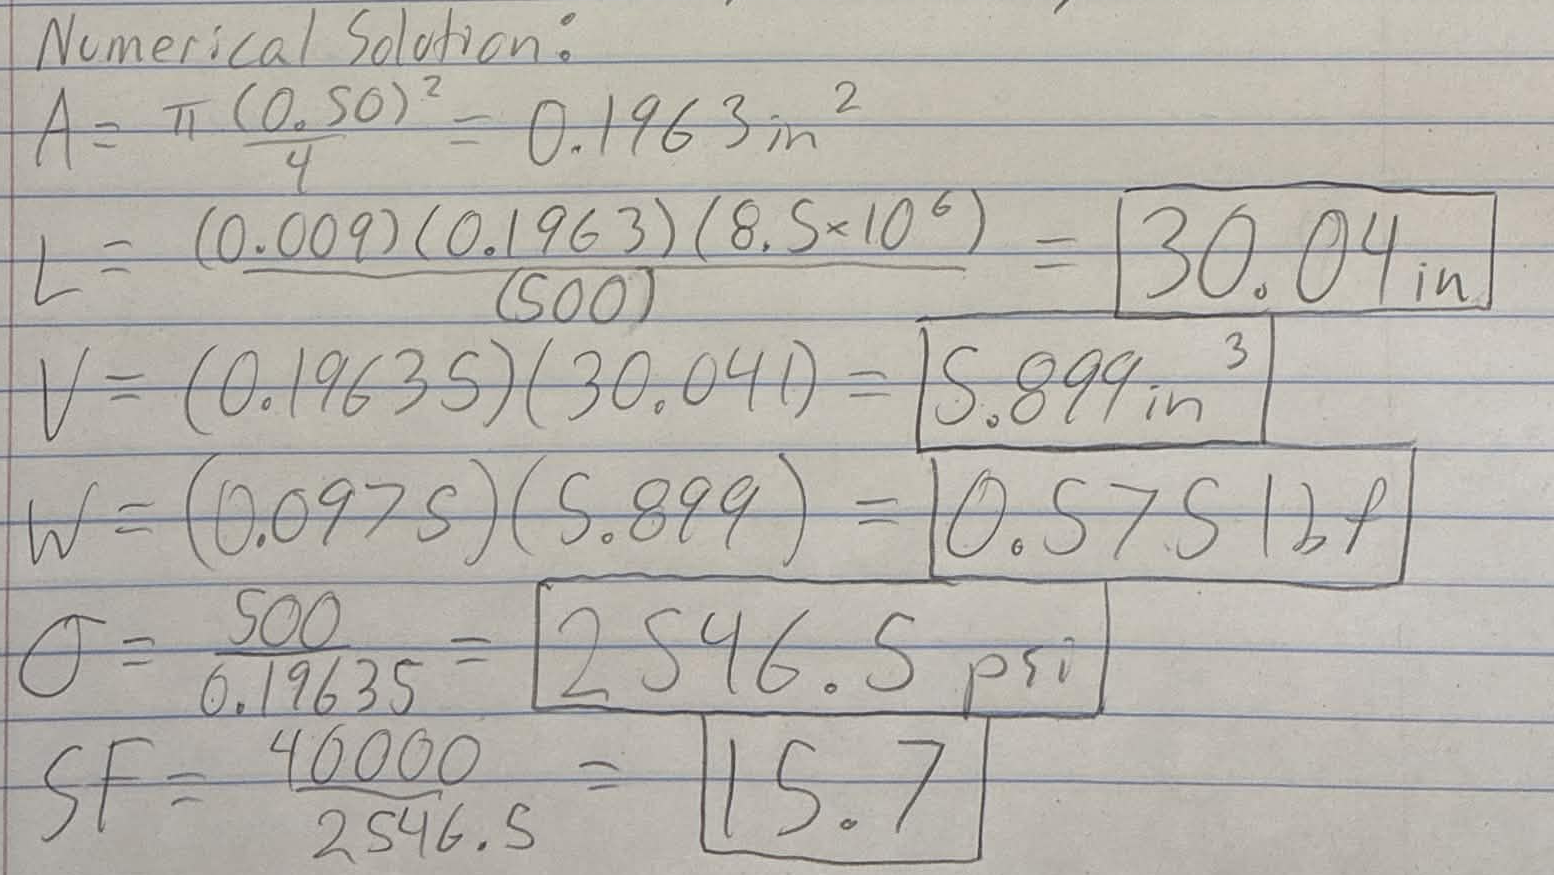 Numerical Solution:
A = π(0.50)²/4 = 0.1963 in²
L = (0.009)(0.1963)(8.5×10⁶)/(500) = 30.04 in
V = (0.19635)(30.041) = 5.899 in³
W = (0.0975)(5.899) = 0.575 lbf
σ = 500/0.19635 = 2546.5 psi
SF = 40000/2546.5 = 15.7